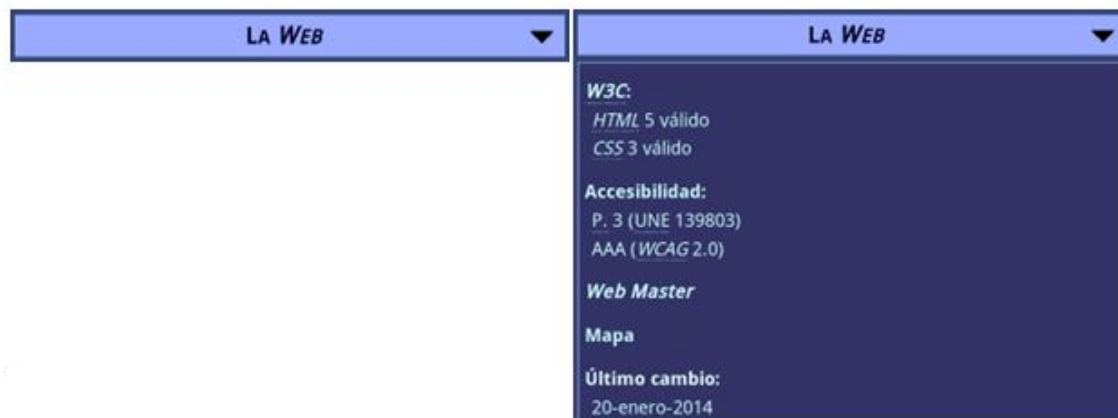 LA WEB
LA WEB
W3C:
HTML 5 válido
CSS 3 válido
Accesibilidad:
P. 3 (UNE 139803)
AAA (WCAG 2.0)
Web Master
Mapa
Último cambio:
20-enero-2014